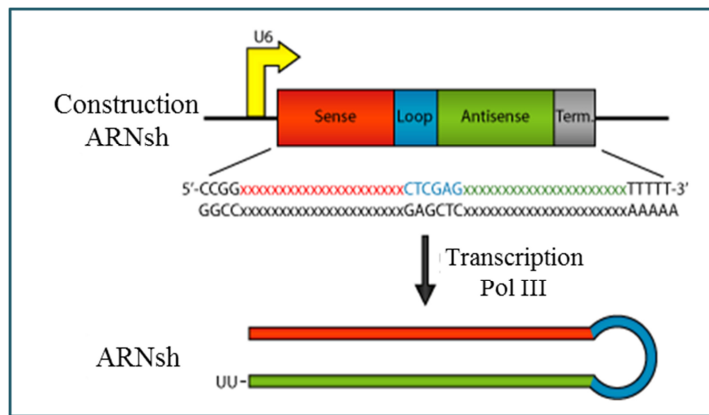 U6
Construction
ARNsh
Sense Loop Antisense Term.
5'-CCGGxxxxxxxxxxxxxxxxxxxxxCTCGAGxxxxxxxxxxxxxxxxxxxxxTTTTT-3'
GGCCxxxxxxxxxxxxxxxxxxxxxGAGCTCxxxxxxxxxxxxxxxxxxxxxAAAAA
Transcription
Pol III
ARNsh
UU-